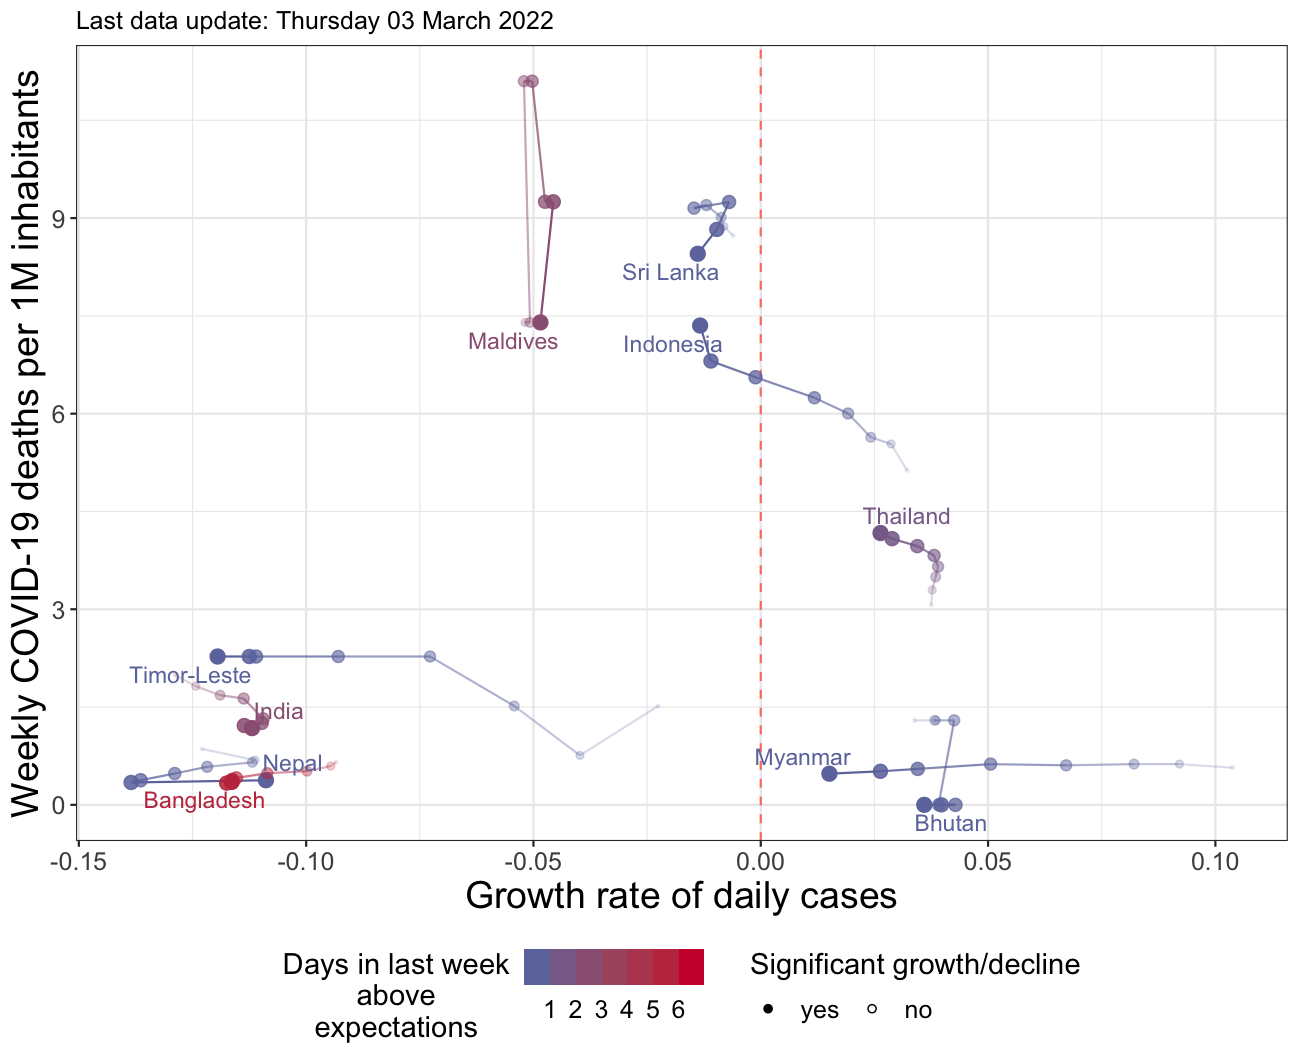 Last data update: Thursday 03 March 2022
Weekly COVID-19 deaths per 1M inhabitants
9
6
3
0
Maldives
Sri Lanka
Indonesia
Thailand
Timor-Leste
India
Nepal
Bangladesh
Myanmar
Bhutan
-0.15 -0.10 -0.05 0.00 0.05 0.10
Growth rate of daily cases
Days in last week
above
expectations
1 2 3 4 5 6
Significant growth/decline
yes no